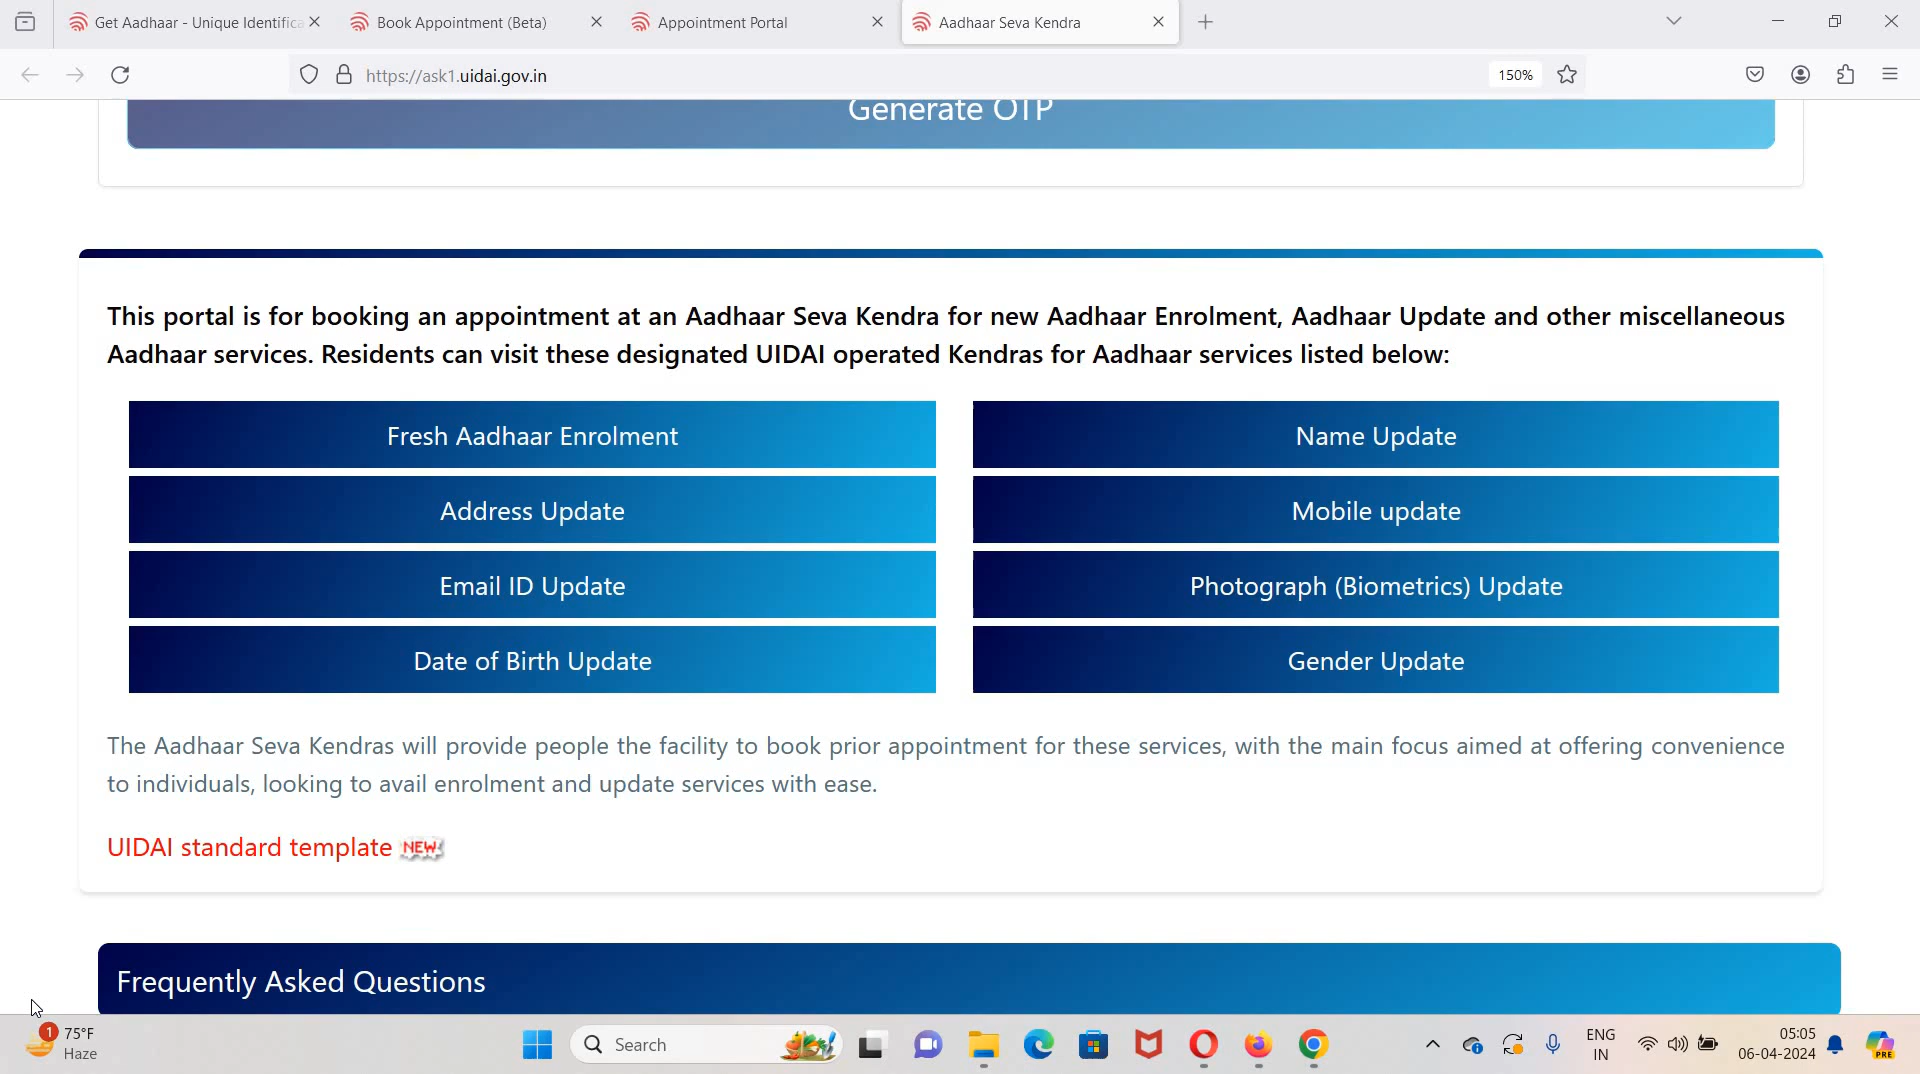 Get Aadhaar - Unique Identifica
Book Appointment (Beta)
Appointment Portal
Aadhaar Seva Kendra
https://ask1.uidai.gov.in
150%
Generate OTP
This portal is for booking an appointment at an Aadhaar Seva Kendra for new Aadhaar Enrolment, Aadhaar Update and other miscellaneous
Aadhaar services. Residents can visit these designated UIDAI operated Kendras for Aadhaar services listed below:
Fresh Aadhaar Enrolment
Name Update
Address Update
Mobile update
Email ID Update
Photograph (Biometrics) Update
Date of Birth Update
Gender Update
The Aadhaar Seva Kendras will provide people the facility to book prior appointment for these services, with the main focus aimed at offering convenience
to individuals, looking to avail enrolment and update services with ease.
UIDAI standard template NEW
Frequently Asked Questions
1
75°F
Haze
Search
ENG
IN
05:05
06-04-2024
PRE